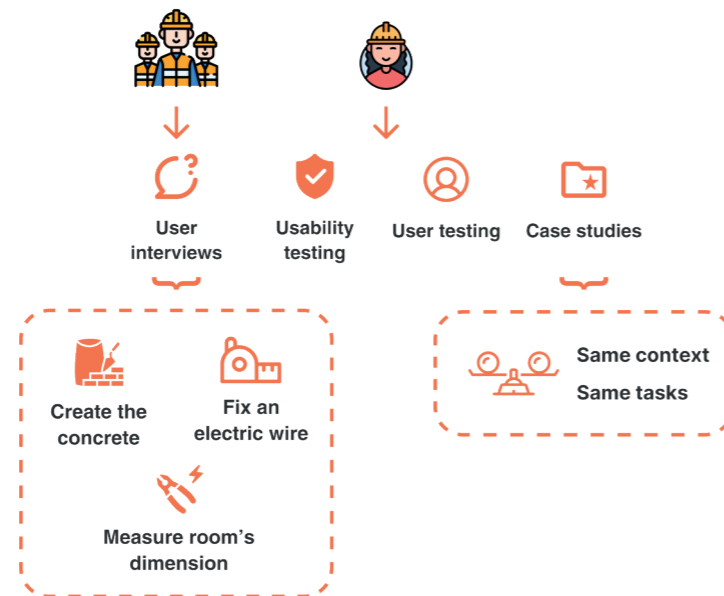 User
interviews
Usability
testing
User testing
Case studies
Create the
concrete
Fix an
electric wire
Measure room’s
dimension
Same context
Same tasks